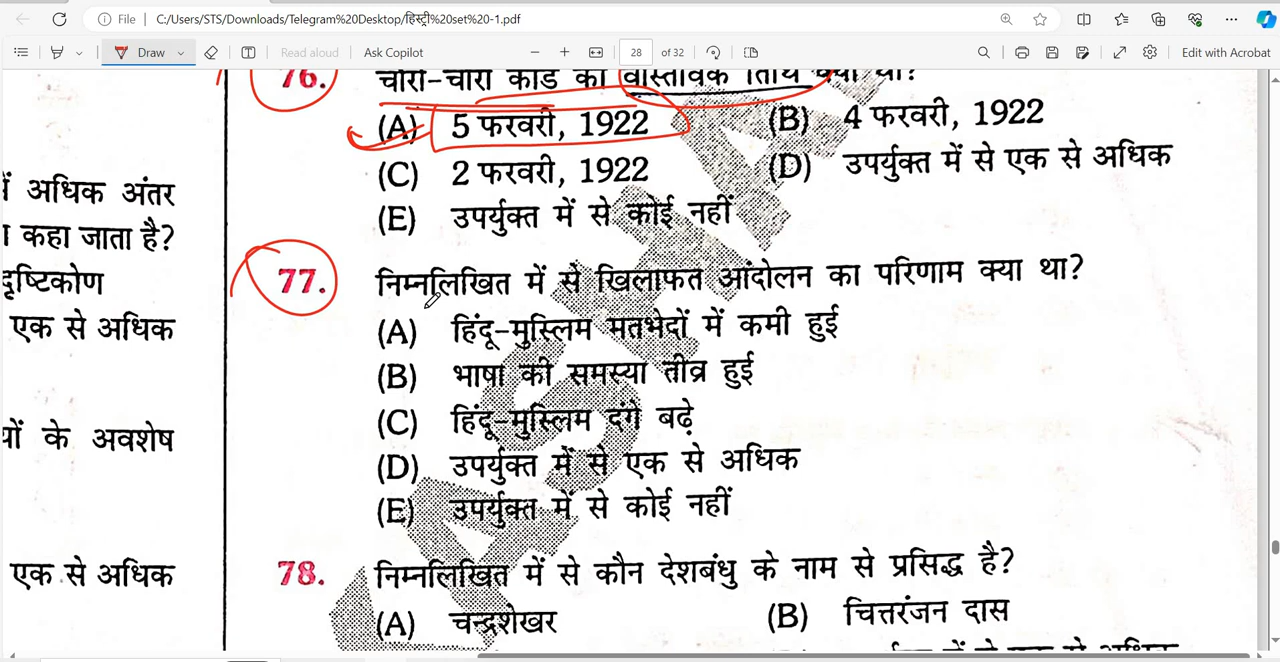 File C:/Users/STS/Downloads/Telegram%20Desktop/हिस्ट्री%20set%20-1.pdf
Draw Read aloud Ask Copilot 28 of 32 Edit with Acrobat
76. चौरी-चौरा कांड की वास्तविक तिथि क्या थी?
(A) 5 फरवरी, 1922 (B) 4 फरवरी, 1922
(C) 2 फरवरी, 1922 (D) उपर्युक्त में से एक से अधिक
(E) उपर्युक्त में से कोई नहीं
में अधिक अंतर
कहा जाता है?
दृष्टिकोण
एक से अधिक
यों के अवशेष
एक से अधिक
77. निम्नलिखित में से खिलाफत आंदोलन का परिणाम क्या था?
(A) हिंदू-मुस्लिम मतभेदों में कमी हुई
(B) भाषा की समस्या तीव्र हुई
(C) हिंदू-मुस्लिम दंगे बढ़े
(D) उपर्युक्त में से एक से अधिक
(E) उपर्युक्त में से कोई नहीं
78. निम्नलिखित में से कौन देशबंधु के नाम से प्रसिद्ध है?
(A) चन्द्रशेखर (B) चित्तरंजन दास